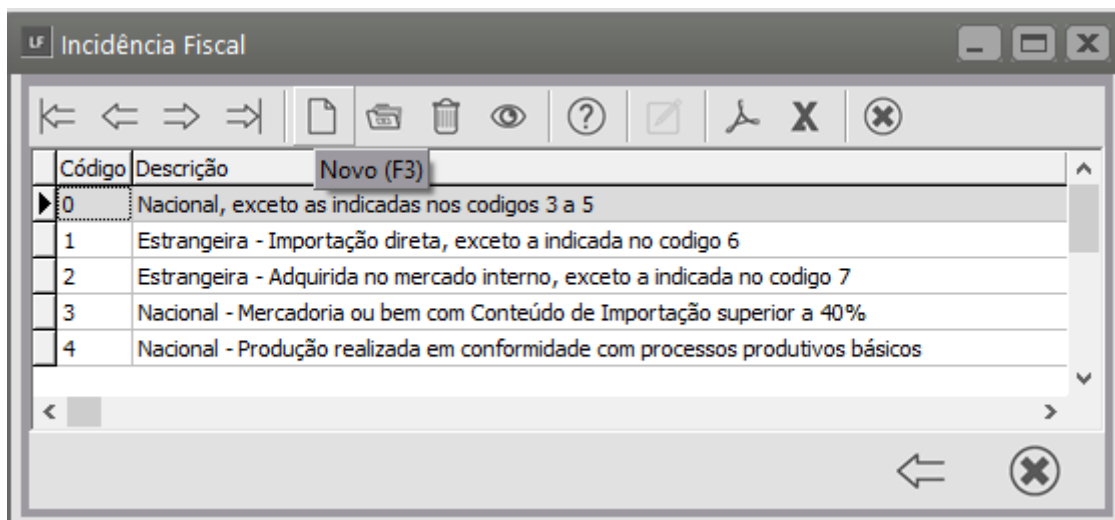 LF Incidência Fiscal
Código Descrição
Novo (F3)
0 Nacional, exceto as indicadas nos codigos 3 a 5
1 Estrangeira - Importação direta, exceto a indicada no codigo 6
2 Estrangeira - Adquirida no mercado interno, exceto a indicada no codigo 7
3 Nacional - Mercadoria ou bem com Conteúdo de Importação superior a 40%
4 Nacional - Produção realizada em conformidade com processos produtivos básicos